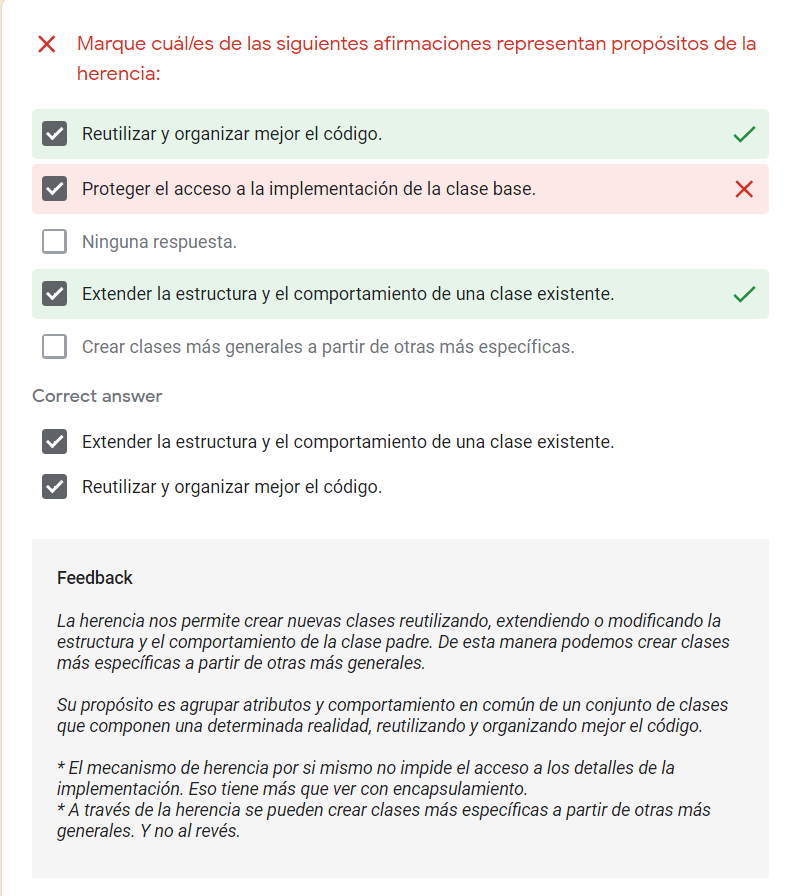 Marque cuál/es de las siguientes afirmaciones representan propósitos de la
herencia:
Reutilizar y organizar mejor el código.
Proteger el acceso a la implementación de la clase base.
Ninguna respuesta.
Extender la estructura y el comportamiento de una clase existente.
Crear clases más generales a partir de otras más específicas.
Correct answer
Extender la estructura y el comportamiento de una clase existente.
Reutilizar y organizar mejor el código.
Feedback
La herencia nos permite crear nuevas clases reutilizando, extendiendo o modificando la
estructura y el comportamiento de la clase padre. De esta manera podemos crear clases
más específicas a partir de otras más generales.
Su propósito es agrupar atributos y comportamiento en común de un conjunto de clases
que componen una determinada realidad, reutilizando y organizando mejor el código.
* El mecanismo de herencia por si mismo no impide el acceso a los detalles de la
implementación. Eso tiene más que ver con encapsulamiento.
* A través de la herencia se pueden crear clases más específicas a partir de otras más
generales. Y no al revés.